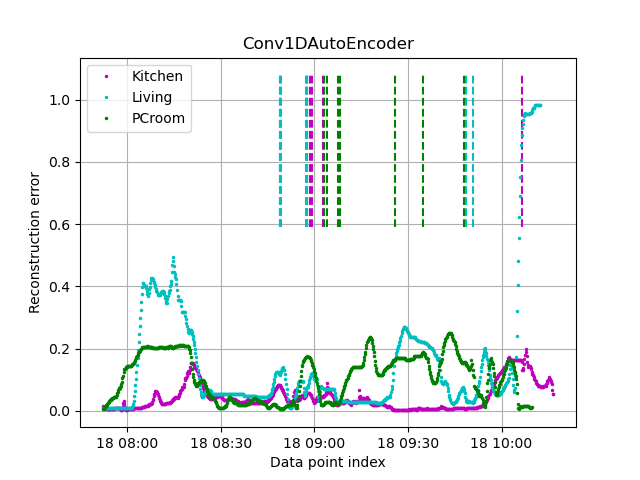 Conv1DAutoEncoder
Kitchen
Living
PCroom
1.0
0.8
0.6
0.4
0.2
0.0
Reconstruction error
18 08:00
18 08:30
18 09:00
18 09:30
18 10:00
Data point index